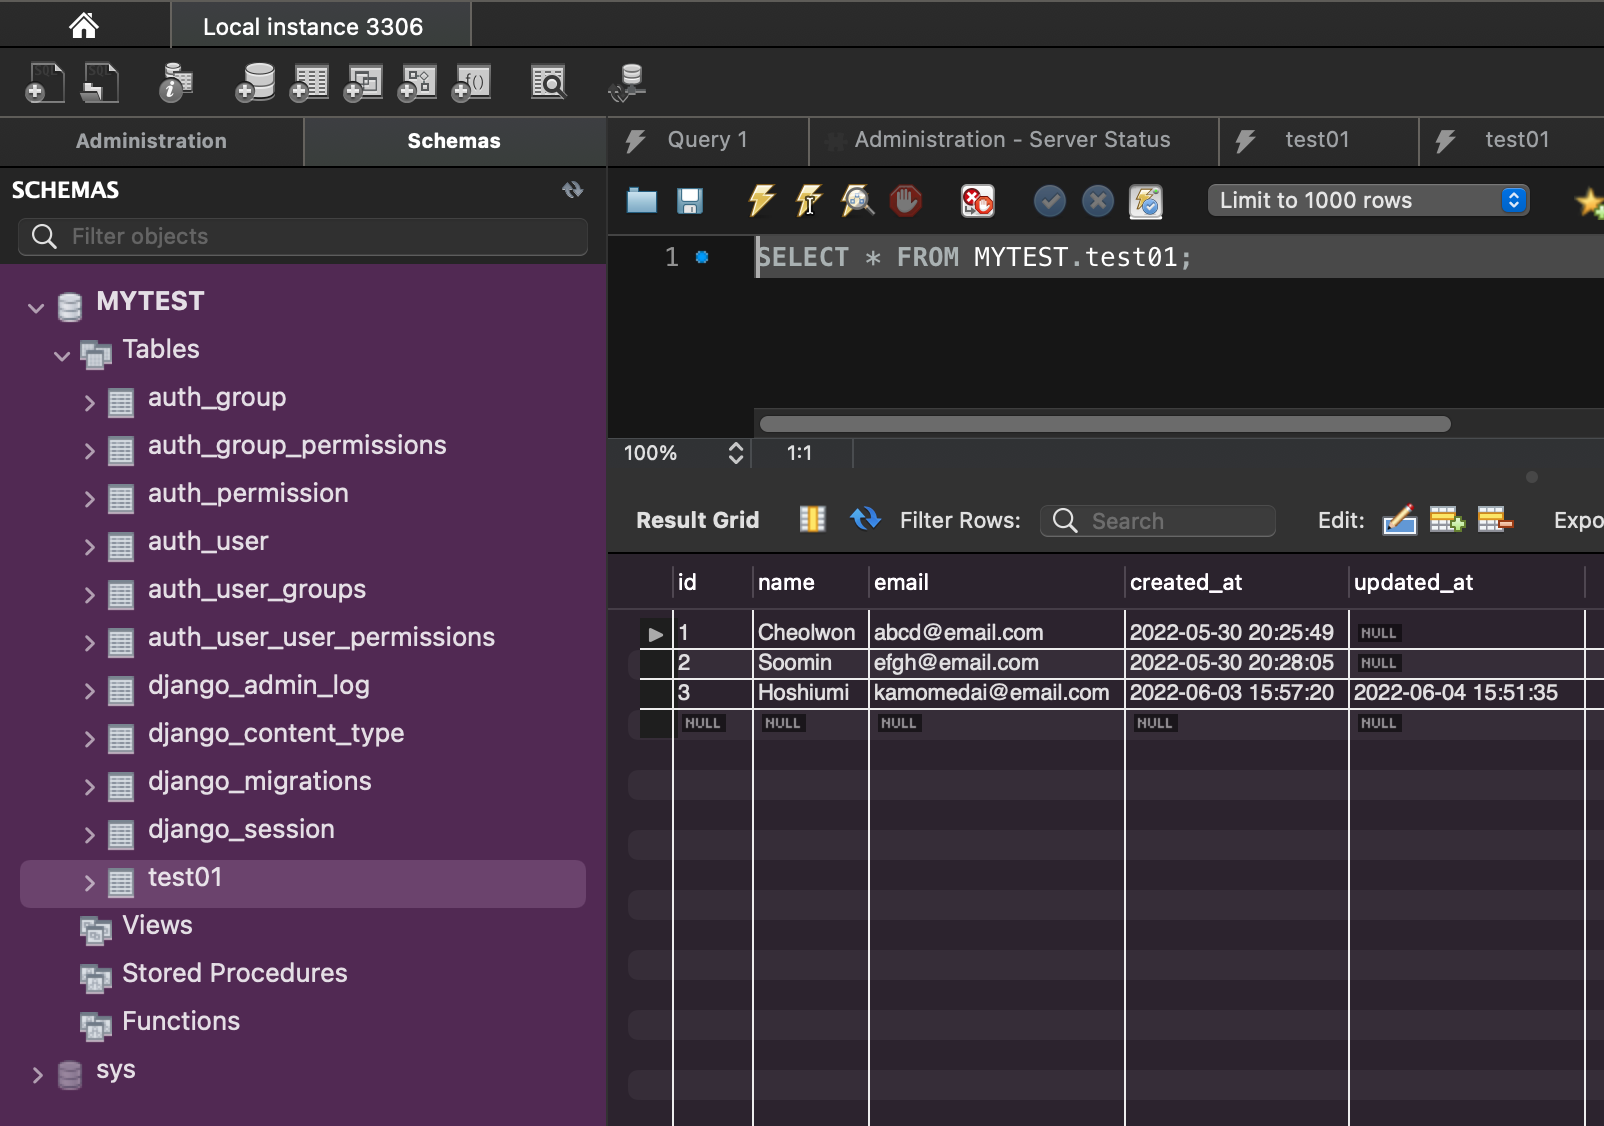 Local instance 3306
Administration
Schemas
Query 1
Administration - Server Status
test01
test01
SCHEMAS
Filter objects
Limit to 1000 rows
1
SELECT * FROM MYTEST.test01;
MYTEST
Tables
auth_group
auth_group_permissions
auth_permission
auth_user
auth_user_groups
auth_user_user_permissions
django_admin_log
django_content_type
django_migrations
django_session
test01
Views
Stored Procedures
Functions
sys
100%
1:1
Result Grid
Filter Rows:
Search
Edit:
Expo
id name email created_at updated_at
1 Cheolwon abcd@email.com 2022-05-30 20:25:49 NULL
2 Soomin efgh@email.com 2022-05-30 20:28:05 NULL
3 Hoshiumi kamomedai@email.com 2022-06-03 15:57:20 2022-06-04 15:51:35
NULL NULL NULL NULL NULL